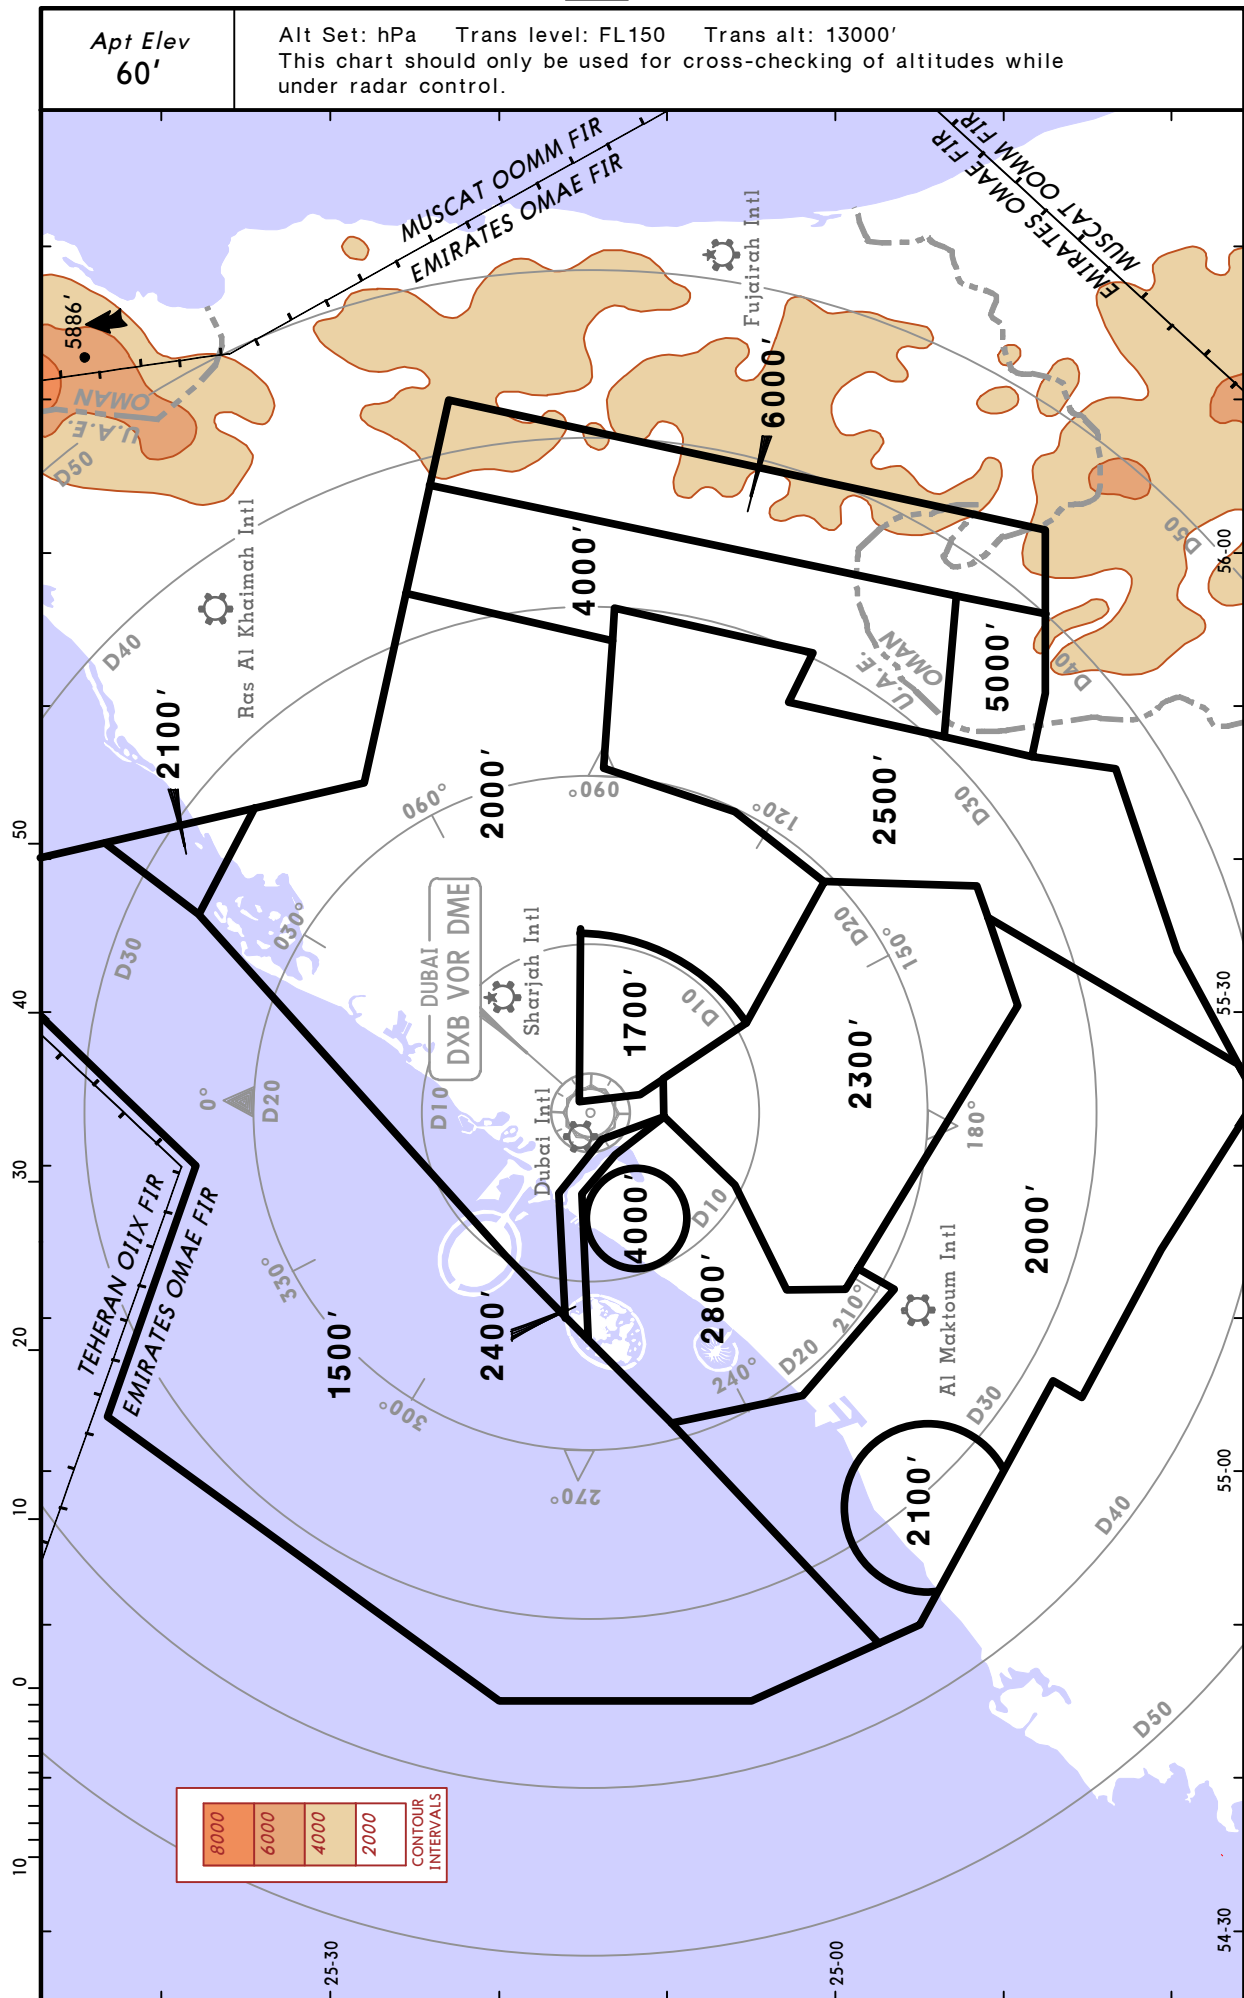 Apt Elev
60'
Alt Set: hPa Trans level: FL150 Trans alt: 13000'
This chart should only be used for cross-checking of altitudes while
under radar control.
MUSCAT OOMM FIR
EMIRATES OMAE FIR
EMIRATES OMAE FIR
MUSCAT OOMM FIR
5886'
OMAN
U.A.E.
D50
Fujairah Intl
6000'
Ras Al Khaimah Intl
4000'
D50
56-00
D40
2100'
U.A.E.
OMAN
5000'
D40
50
060°
2000'
090°
120°
2500'
D30
D30
030°
DUBAI
DXB VOR DME
Sharjah Intl
D20
150°
40
1700'
D10
55-30
0°
D20
D10
Dubai Intl
2300'
180°
30
TEHERAN OIIX FIR
EMIRATES OMAE FIR
4000'
D10
2000'
330°
2800'
210°
Al Maktoum Intl
20
1500'
2400'
300°
240°
D20
D30
270°
2100'
55-00
10
D40
0
D50
8000
6000
4000
2000
CONTOUR
INTERVALS
10
25-30
25-00
54-30